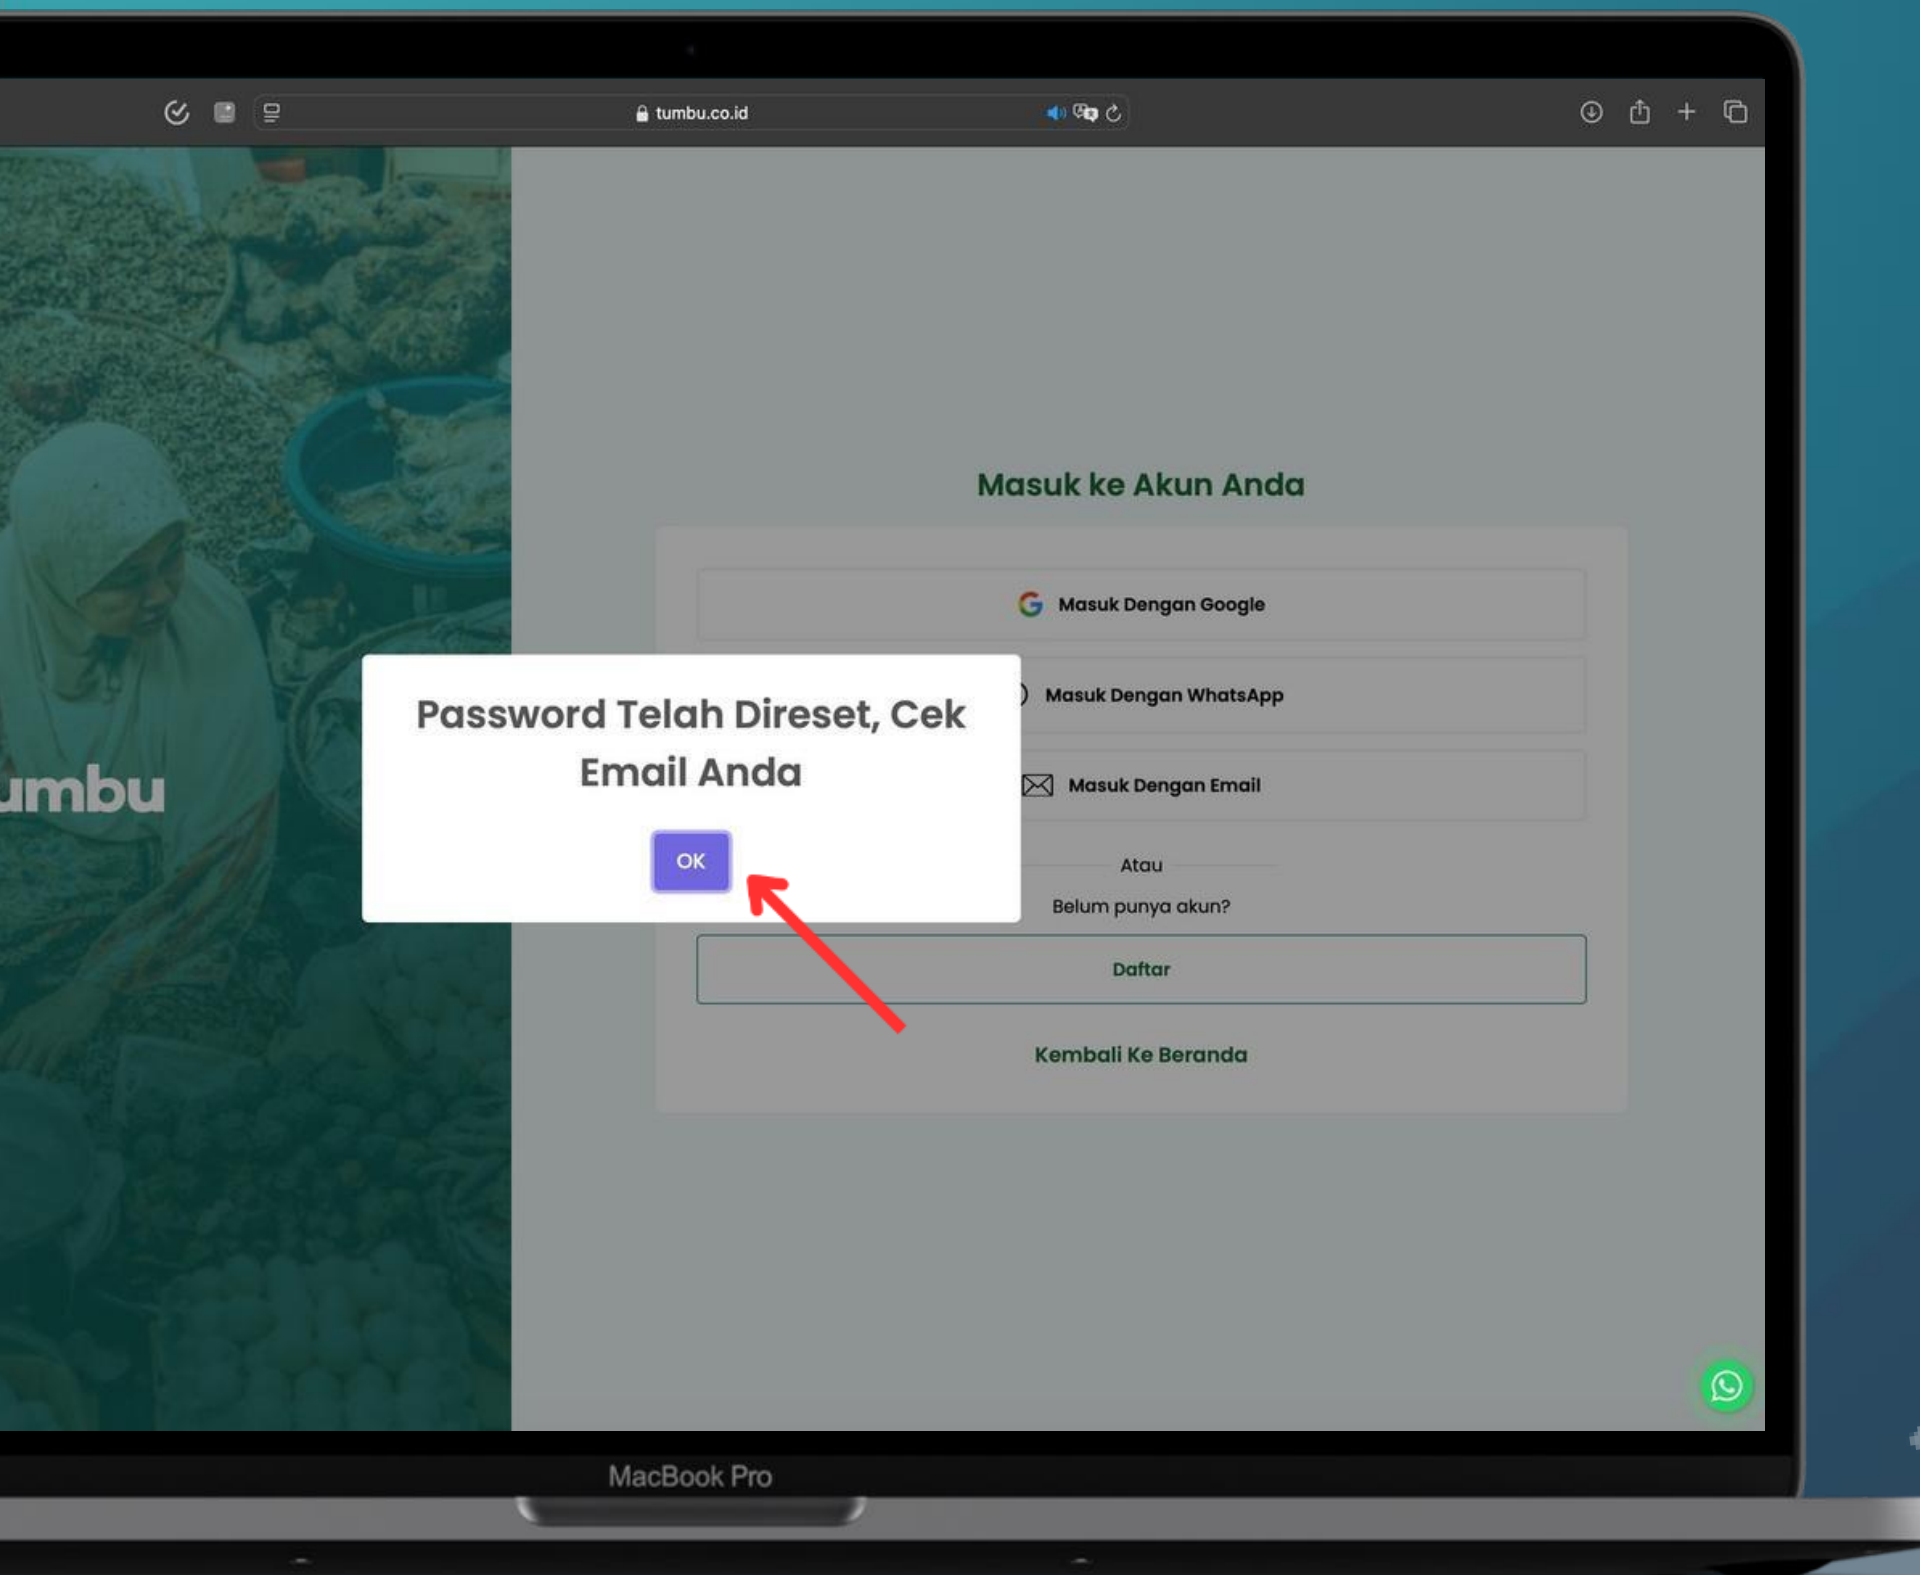 tumbu.co.id
Masuk ke Akun Anda
Masuk Dengan Google
Masuk Dengan WhatsApp
Masuk Dengan Email
Atau
Belum punya akun?
Daftar
Kembali Ke Beranda
Password Telah Direset, Cek
Email Anda
OK
umbu
MacBook Pro